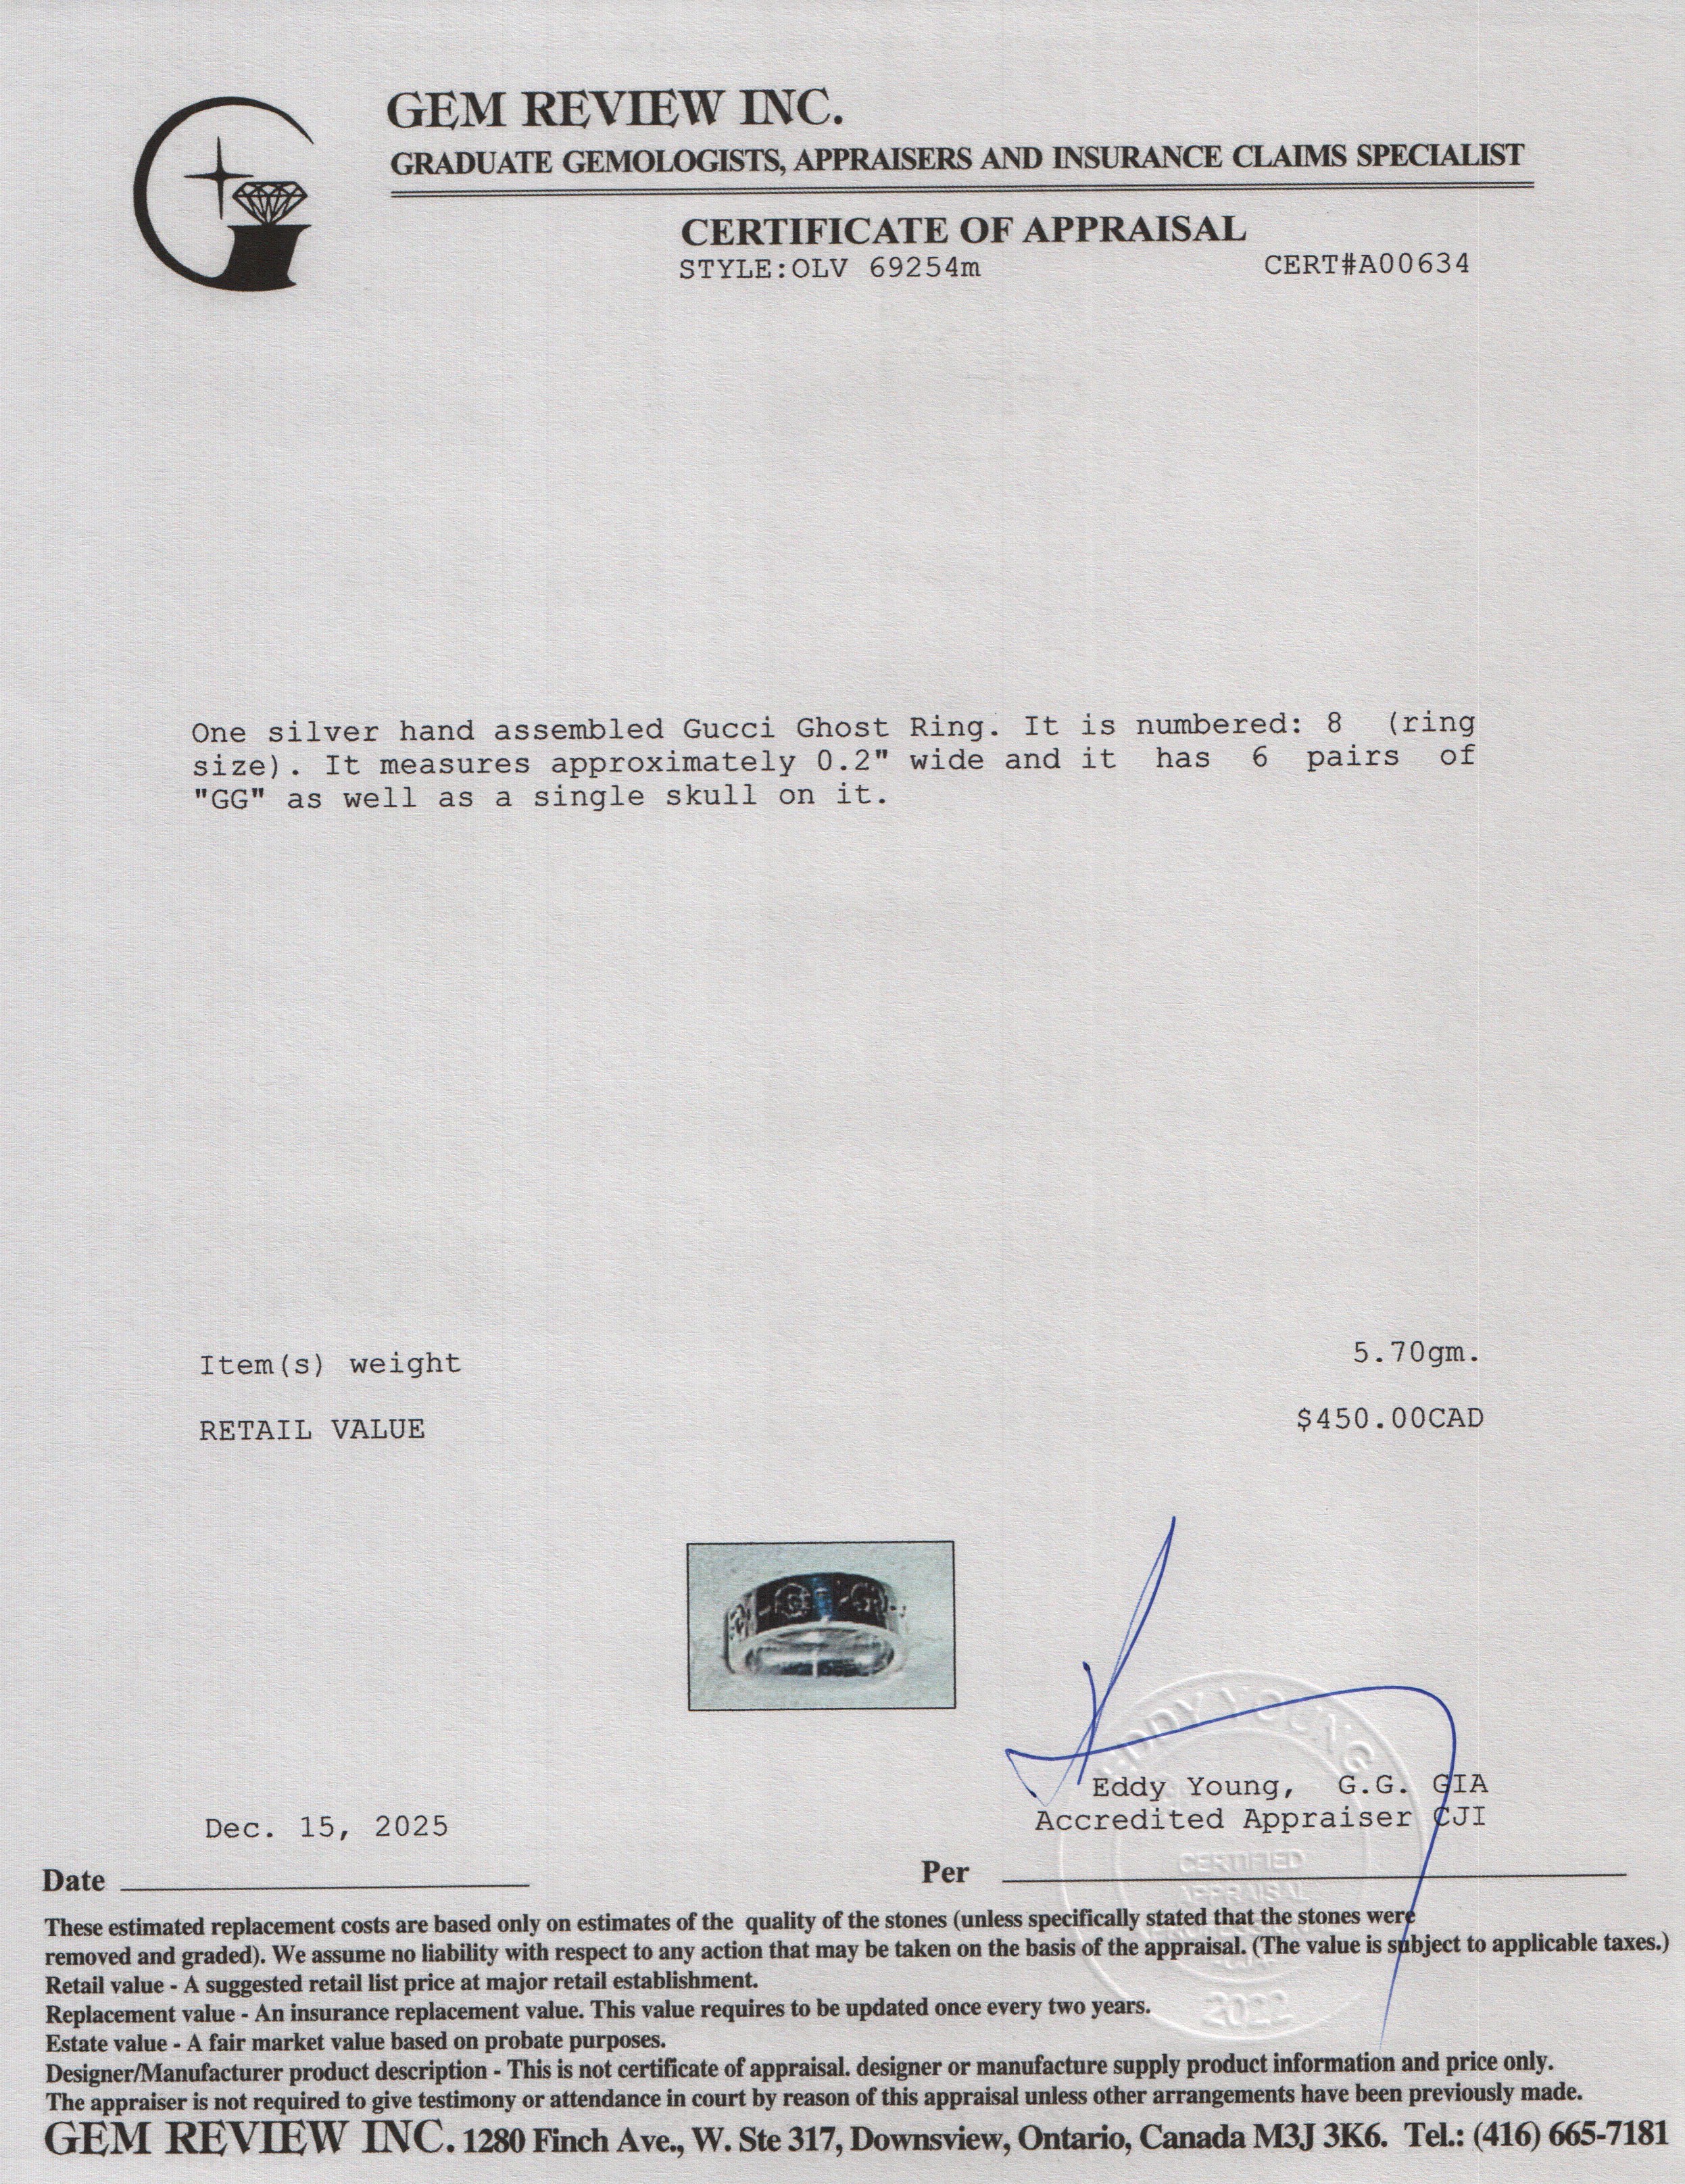 GEM REVIEW INC.
GRADUATE GEMOLOGISTS, APPRAISERS AND INSURANCE CLAIMS SPECIALIST
CERTIFICATE OF APPRAISAL
STYLE:OLV 69254m CERT#A00634
One silver hand assembled Gucci Ghost Ring. It is numbered: 8 (ring
size). It measures approximately 0.2" wide and it has 6 pairs of
"GG" as well as a single skull on it.
Item(s) weight 5.70gm.
RETAIL VALUE $450.00CAD
EDDY YOUNG
Eddy Young, G.G. GIA
Accredited Appraiser CJI
Dec. 15, 2025
Date Per
CERTIFIED
APPRAISAL
2022
These estimated replacement costs are based only on estimates of the quality of the stones (unless specifically stated that the stones were
removed and graded). We assume no liability with respect to any action that may be taken on the basis of the appraisal. (The value is subject to applicable taxes.)
Retail value - A suggested retail list price at major retail establishment.
Replacement value - An insurance replacement value. This value requires to be updated once every two years.
Estate value - A fair market value based on probate purposes.
Designer/Manufacturer product description - This is not certificate of appraisal. designer or manufacture supply product information and price only.
The appraiser is not required to give testimony or attendance in court by reason of this appraisal unless other arrangements have been previously made.
GEM REVIEW INC. 1280 Finch Ave., W. Ste 317, Downsview, Ontario, Canada M3J 3K6. Tel.: (416) 665-7181